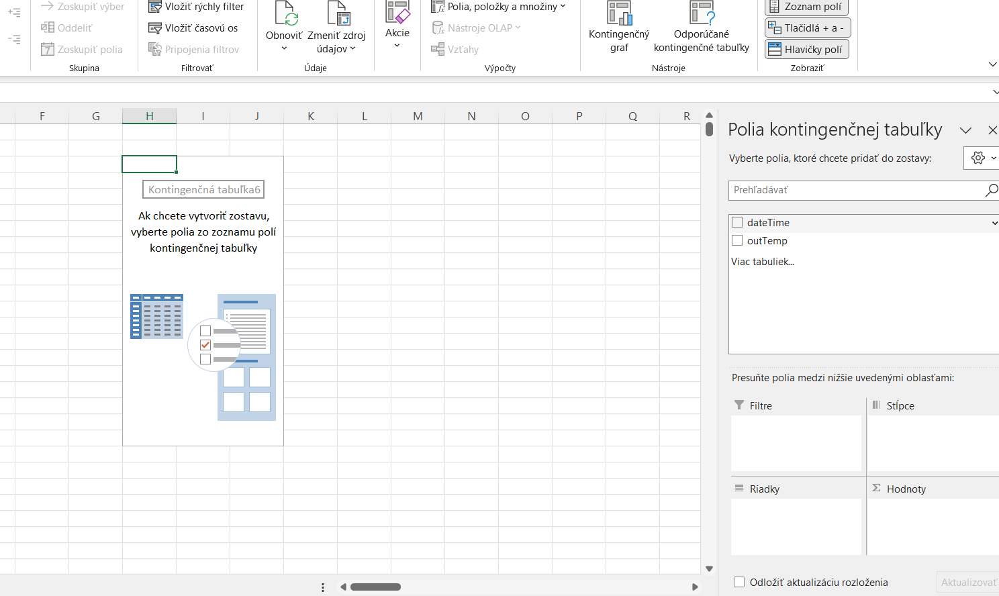 Zoskupiť výber
Oddeliť
Zoskupiť polia
Skupina
Vložiť rýchly filter
Vložiť časovú os
Pripojenia filtrov
Filtrovať
Obnoviť
Zmeniť zdroj
údajov
Údaje
Akcie
Polia, položky a množiny
Nástroje OLAP
Vzťahy
Výpočty
Kontingenčný
graf
Odporúčané
kontingenčné tabuľky
Nástroje
Zoznam polí
Tlačidlá + a -
Hlavičky polí
Zobraziť
F G H I J K L M N O P Q R
Kontingenčná tabuľka6
Ak chcete vytvoriť zostavu,
vyberte polia zo zoznamu polí
kontingenčnej tabuľky
Polia kontingenčnej tabuľky
Vyberte polia, ktoré chcete pridať do zostavy:
Prehľadávať
dateTime
outTemp
Viac tabuliek...
Presuňte polia medzi nižšie uvedenými oblasťami:
Filtre
Stĺpce
Riadky
Hodnoty
Odložiť aktualizáciu rozloženia
Aktualizovať